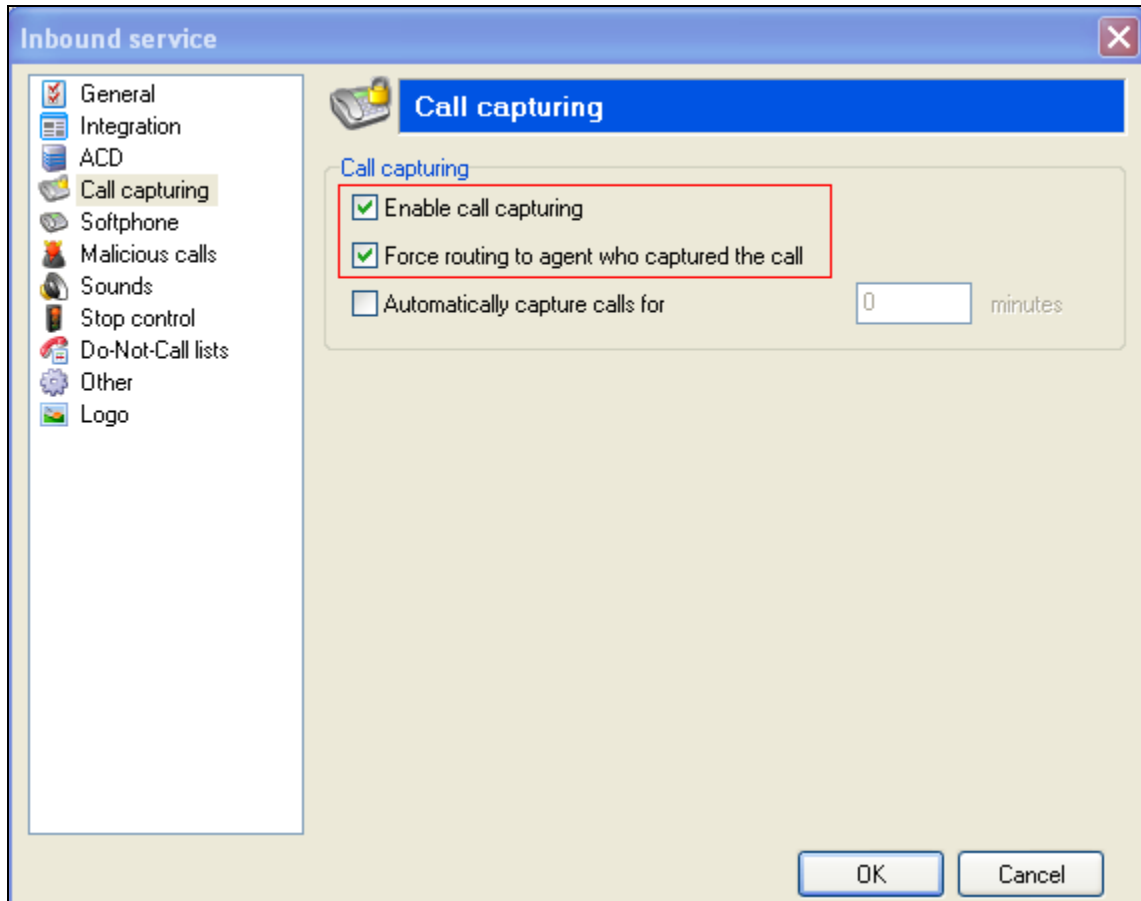 Inbound service
General
Integration
ACD
Call capturing
Softphone
Malicious calls
Sounds
Stop control
Do-Not-Call lists
Other
Logo
Call capturing
Call capturing
Enable call capturing
Force routing to agent who captured the call
Automatically capture calls for 0 minutes
OK Cancel